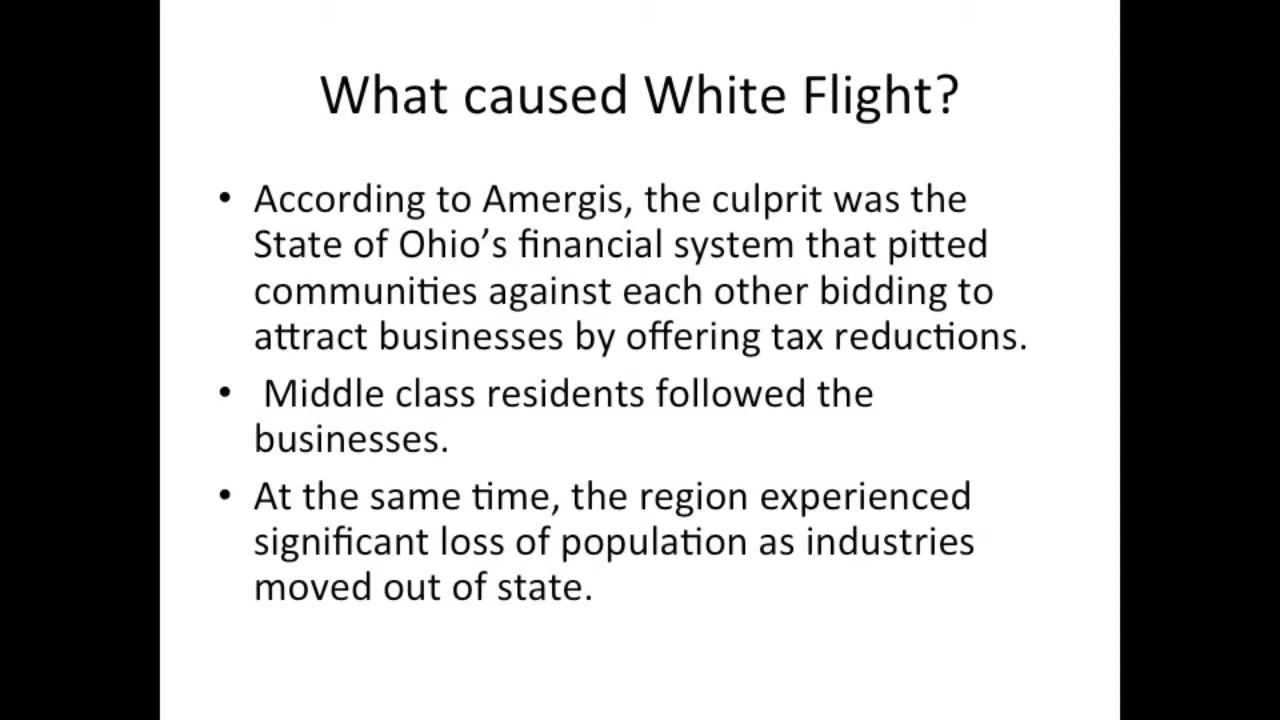 What caused White Flight?
• According to Amergis, the culprit was the
State of Ohio’s financial system that pitted
communities against each other bidding to
attract businesses by offering tax reductions.
• Middle class residents followed the
businesses.
• At the same time, the region experienced
significant loss of population as industries
moved out of state.